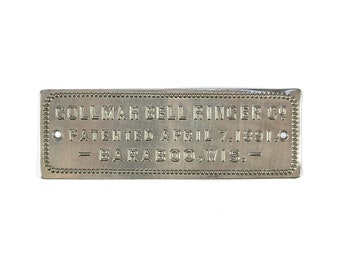 GOLLMAR BELL RINGER CO
PATENTED APRIL 7, 1891.
— BARABOO, WIS. —